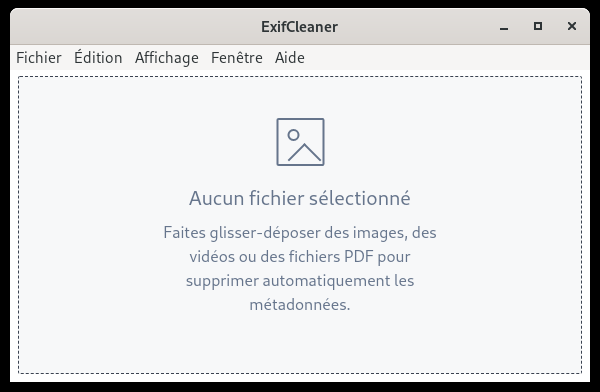 ExifCleaner
Fichier Édition Affichage Fenêtre Aide
Aucun fichier sélectionné
Faites glisser-déposer des images, des
vidéos ou des fichiers PDF pour
supprimer automatiquement les
métadonnées.